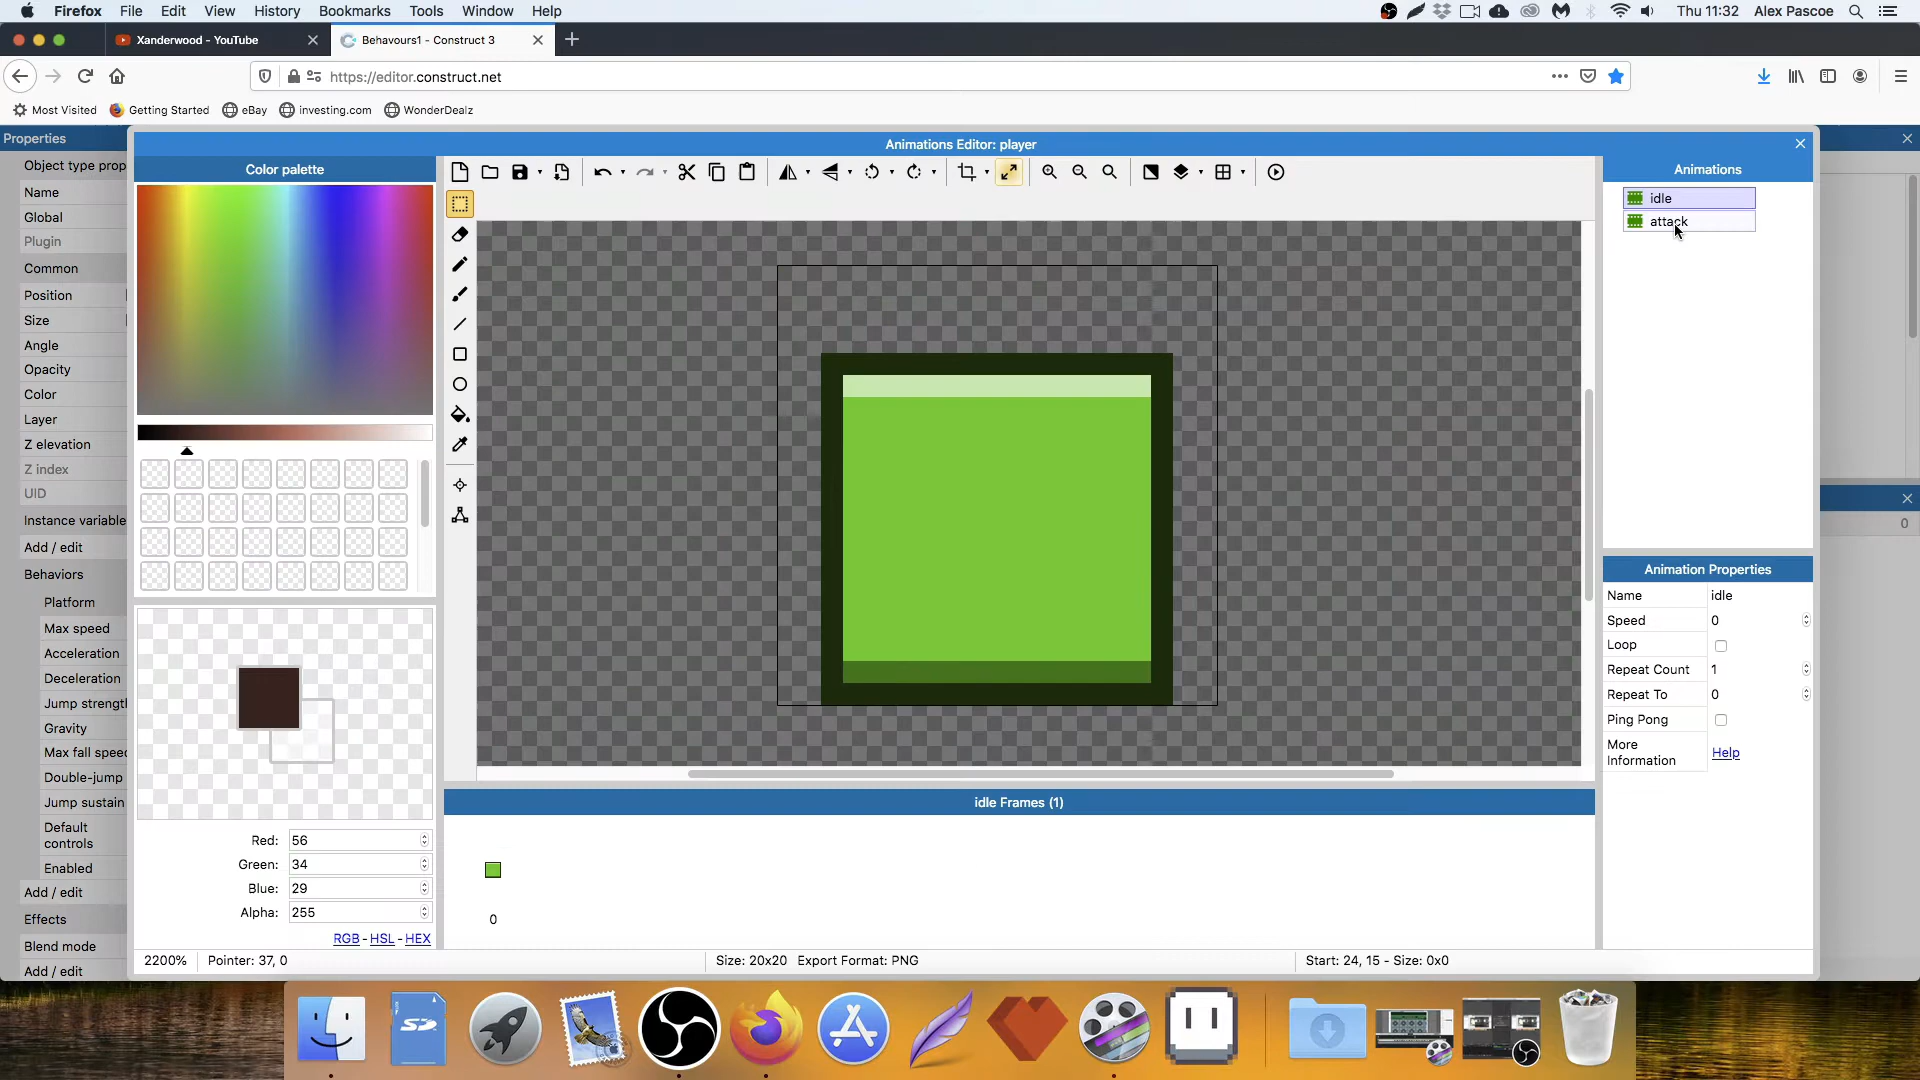 Firefox File Edit View History Bookmarks Tools Window Help Thu 11:32 Alex Pascoe
Xanderwood - YouTube Behavours1 - Construct 3
https://editor.construct.net
Most Visited Getting Started eBay investing.com WonderDealz
Properties
Animations Editor: player
Object type prop
Name
Global
Plugin
Common
Position
Size
Angle
Opacity
Color
Layer
Z elevation
Z index
UID
Instance variable
Add / edit
Behaviors
Platform
Max speed
Acceleration
Deceleration
Jump strengt
Gravity
Max fall speed
Double-jump
Jump sustain
Default
controls
Enabled
Add / edit
Effects
Blend mode
Add / edit
Color palette
Red: 56
Green: 34
Blue: 29
Alpha: 255
RGB - HSL - HEX
idle Frames (1)
0
Animations
idle
attack
0
Animation Properties
Name idle
Speed 0
Loop
Repeat Count 1
Repeat To 0
Ping Pong
More
Information Help
2200% Pointer: 37, 0 Size: 20x20 Export Format: PNG Start: 24, 15 - Size: 0x0